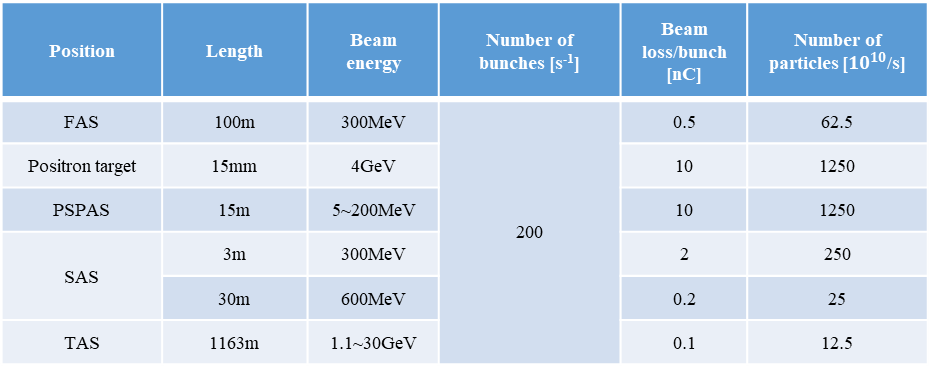 Position Length Beam energy Number of bunches [s⁻¹] Beam loss/bunch [nC] Number of particles [10¹⁰/s]
FAS 100m 300MeV 200 0.5 62.5
Positron target 15mm 4GeV 10 1250
PSPAS 15m 5~200MeV 10 1250
SAS 3m 300MeV 2 250
30m 600MeV 0.2 25
TAS 1163m 1.1~30GeV 0.1 12.5